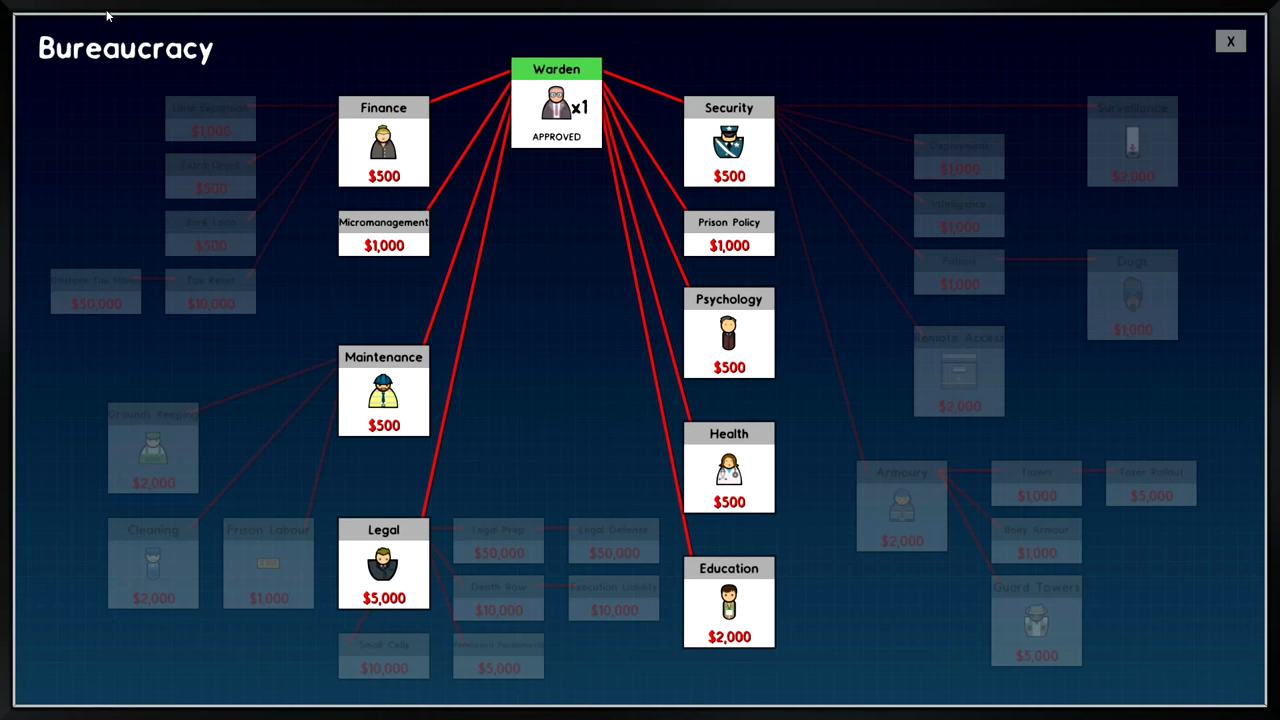 Bureaucracy
X
Warden
x1
APPROVED
Finance
$500
Micromanagement
$1,000
Maintenance
$500
Legal
$5,000
Security
$500
Prison Policy
$1,000
Psychology
$500
Health
$500
Education
$2,000
Land Expansion
$1,000
Extra Grant
$500
Bank Loan
$500
$50,000
Tax Relief
$10,000
Grounds Keeping
$2,000
Cleaning
$2,000
Prison Labour
$1,000
Legal Prep
$50,000
Legal Defense
$50,000
Death Row
$10,000
Execution Liability
$10,000
Small Cells
$10,000
$5,000
Deployment
$1,000
Intelligence
$1,000
Patrols
$1,000
Remote Access
$2,000
Surveillance
$2,000
Dogs
$1,000
Armoury
$2,000
Tazers
$1,000
Tazer Rollout
$5,000
Body Armour
$1,000
Guard Towers
$5,000